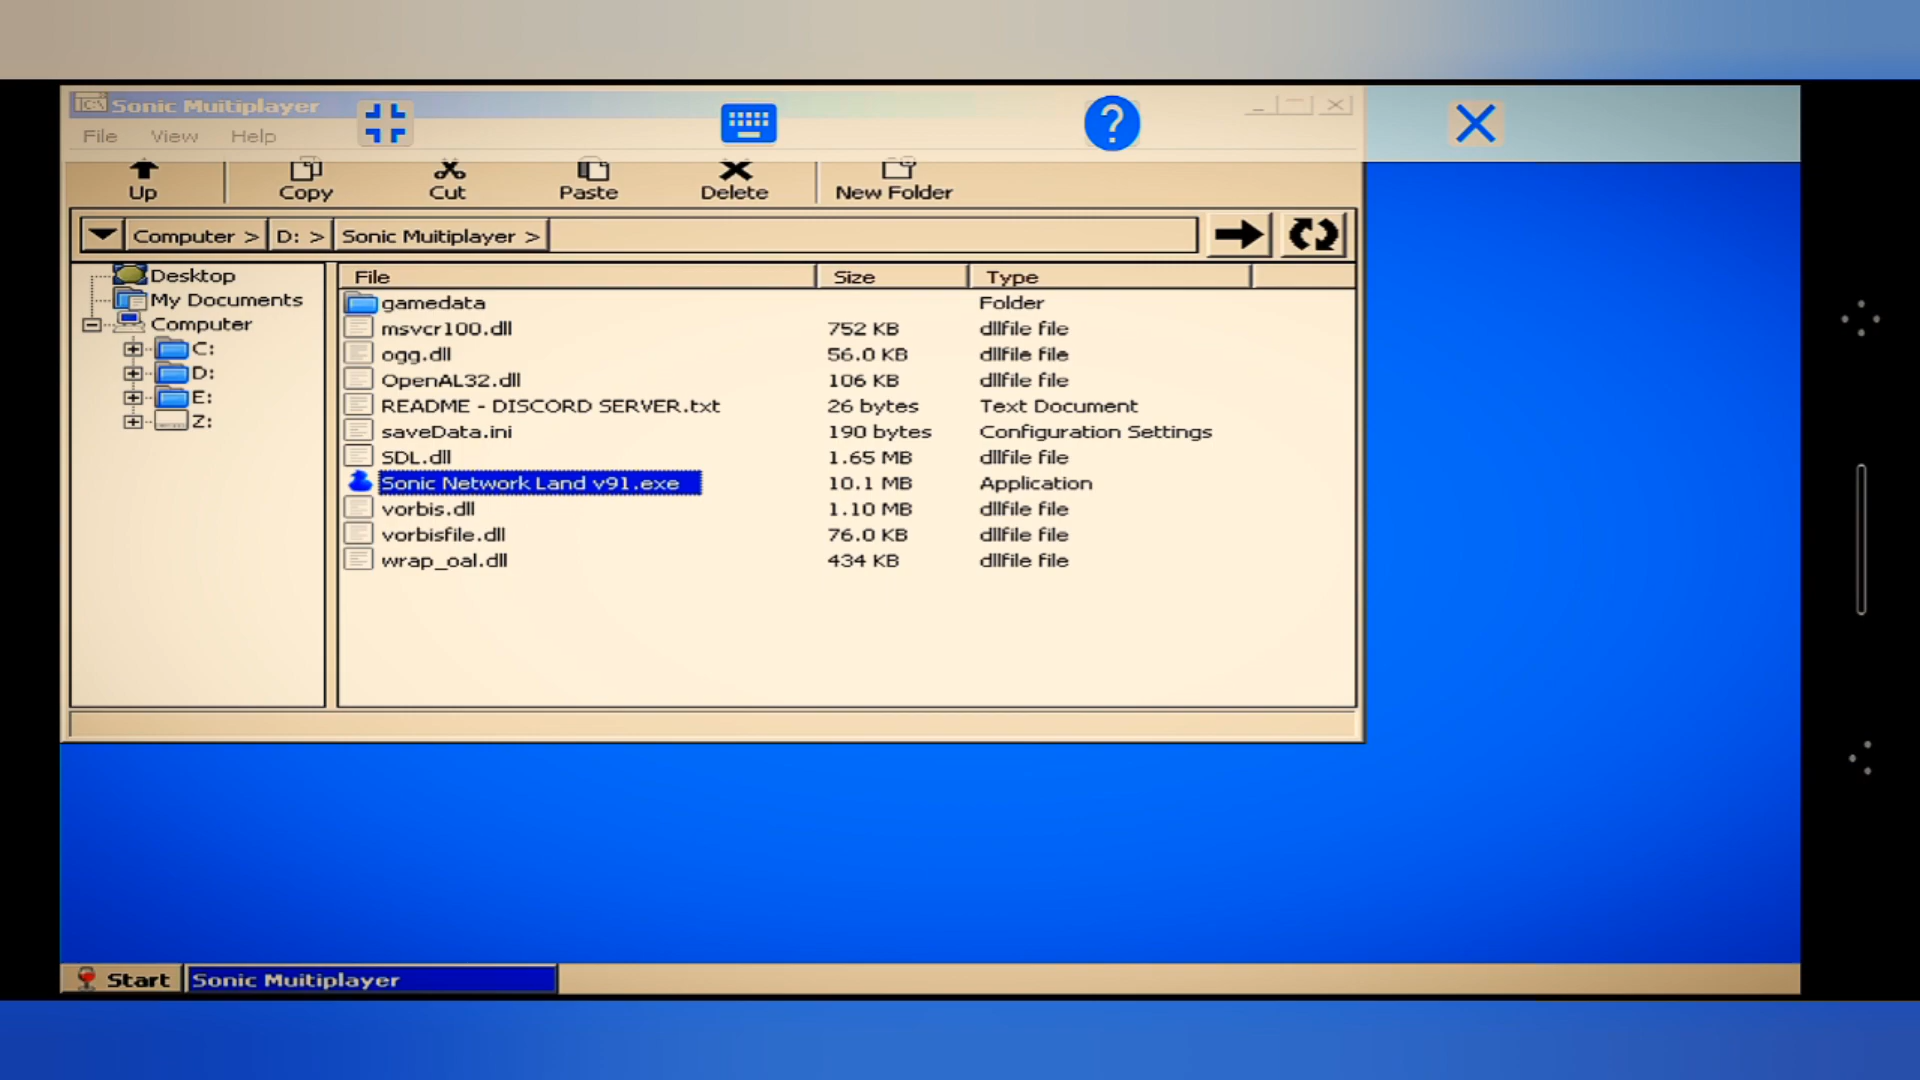 Sonic Muitiplayer
File View Help
Up Copy Cut Paste Delete New Folder
Computer > D: > Sonic Muitiplayer >
Desktop
My Documents
Computer
C:
D:
E:
Z:
File Size Type
gamedata Folder
msvcr100.dll 752 KB dllfile file
ogg.dll 56.0 KB dllfile file
OpenAL32.dll 106 KB dllfile file
README - DISCORD SERVER.txt 26 bytes Text Document
saveData.ini 190 bytes Configuration Settings
SDL.dll 1.65 MB dllfile file
Sonic Network Land v91.exe 10.1 MB Application
vorbis.dll 1.10 MB dllfile file
vorbisfile.dll 76.0 KB dllfile file
wrap_oal.dll 434 KB dllfile file
Start Sonic Muitiplayer